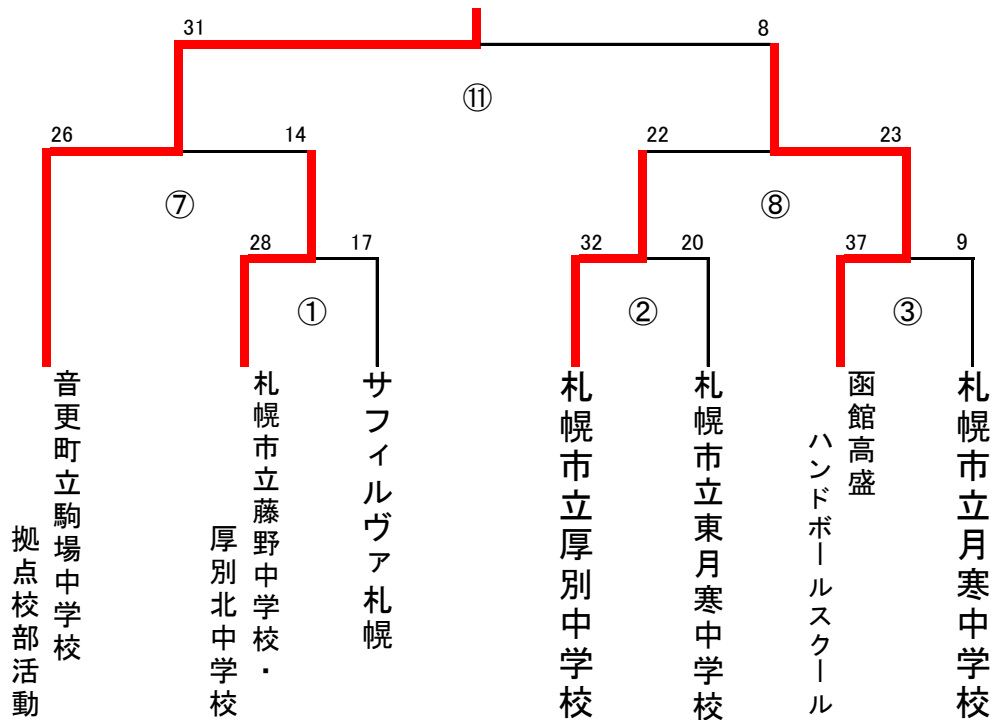 31 8
⑪
26 14 22 23
⑦ ⑧
28 17 32 20 37 9
① ② ③
音更町立駒場中学校
拠点校部活動
札幌市立藤野中学校・
厚別北中学校
サフィルヴァ札幌
札幌市立厚別中学校
札幌市立東月寒中学校
函館高盛
ハンドボールスクール
札幌市立月寒中学校